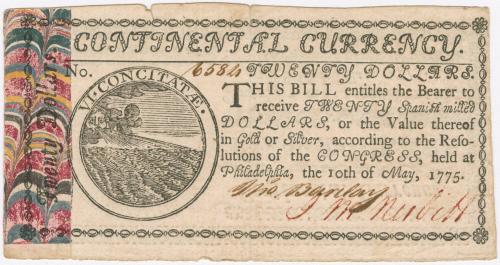 CONTINENTAL CURRENCY.
No. 6584 TWENTY DOLLARS.
THIS BILL entitles the Bearer to
receive TWENTY Spanish milled
DOLLARS, or the Value thereof
in Gold or Silver, according to the Reso-
lutions of the CONGRESS, held at
Philadelphia, the 10th of May, 1775.
VI CONCITATÆ.
Twenty Dollars
J. M. Nesbitt